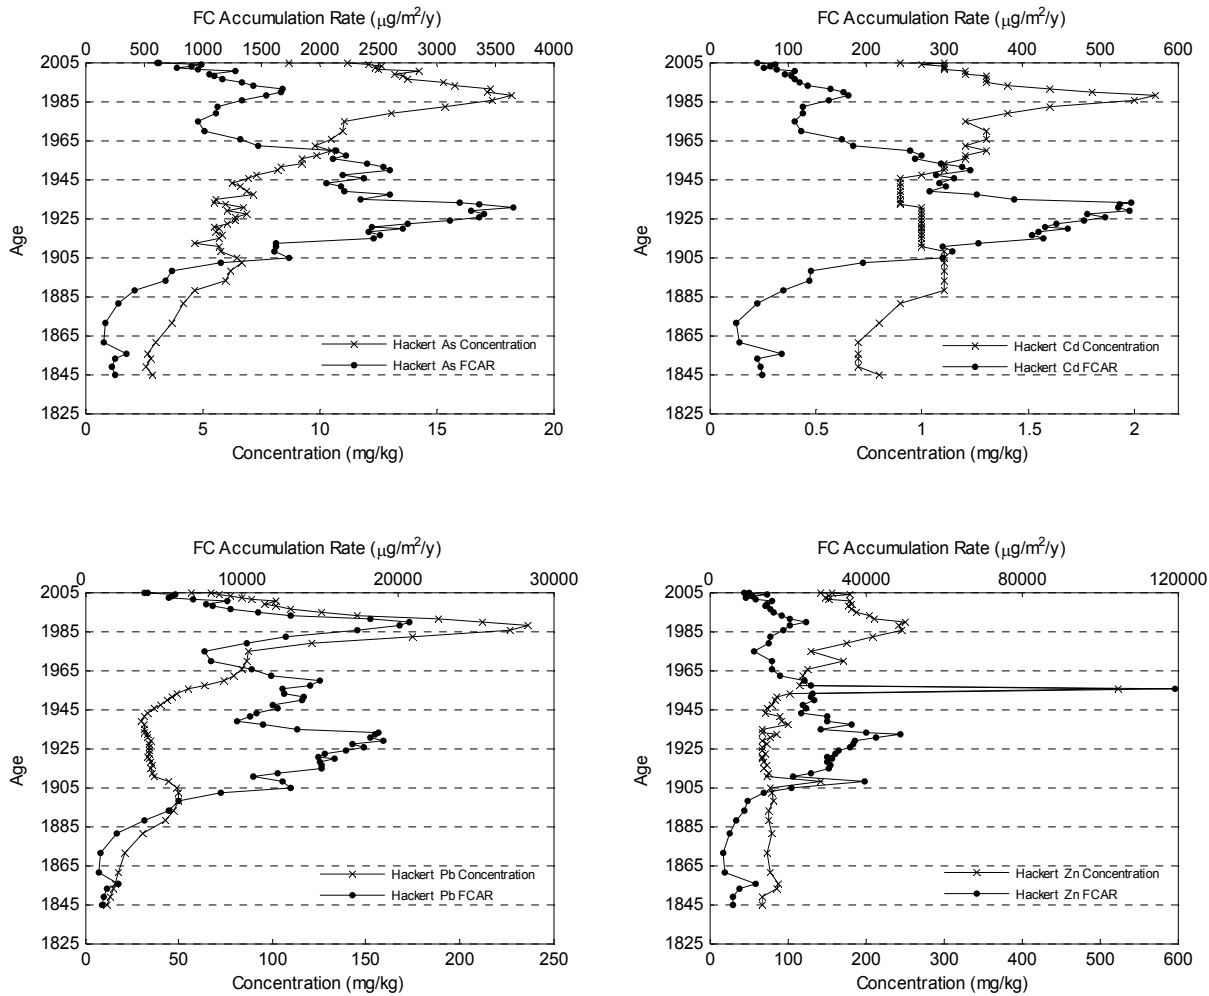 FC Accumulation Rate (μg/m²/y)
0 500 1000 1500 2000 2500 3000 3500 4000
2005
1985
1965
1945
1925
1905
1885
1865
1845
1825
Age
Hackert As Concentration
Hackert As FCAR
0 5 10 15 20
Concentration (mg/kg)
FC Accumulation Rate (μg/m²/y)
0 100 200 300 400 500 600
2005
1985
1965
1945
1925
1905
1885
1865
1845
1825
Age
Hackert Cd Concentration
Hackert Cd FCAR
0 0.5 1 1.5 2
Concentration (mg/kg)
FC Accumulation Rate (μg/m²/y)
0 10000 20000 30000
2005
1985
1965
1945
1925
1905
1885
1865
1845
1825
Age
Hackert Pb Concentration
Hackert Pb FCAR
0 50 100 150 200 250
Concentration (mg/kg)
FC Accumulation Rate (μg/m²/y)
0 40000 80000 120000
2005
1985
1965
1945
1925
1905
1885
1865
1845
1825
Age
Hackert Zn Concentration
Hackert Zn FCAR
0 100 200 300 400 500 600
Concentration (mg/kg)